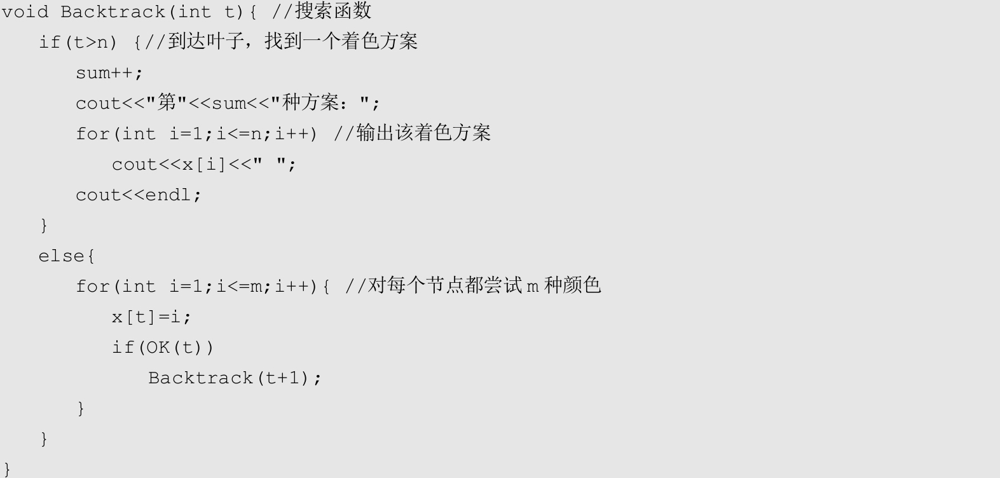 void Backtrack(int t){ //搜索函数
   if(t>n) {//到达叶子，找到一个着色方案
      sum++;
      cout<<"第"<<sum<<"种方案：";
      for(int i=1;i<=n;i++) //输出该着色方案
         cout<<x[i]<<" ";
      cout<<endl;
   }
   else{
      for(int i=1;i<=m;i++){ //对每个节点都尝试m种颜色
         x[t]=i;
         if(OK(t))
            Backtrack(t+1);
      }
   }
}